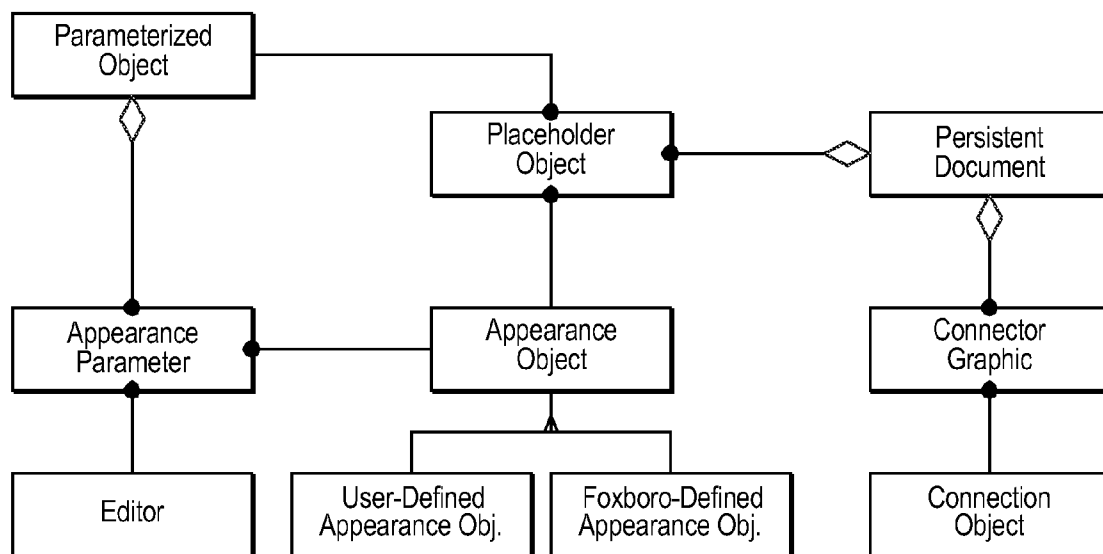 Parameterized
Object
Placeholder
Object
Persistent
Document
Appearance
Parameter
Appearance
Object
Connector
Graphic
Editor
User-Defined
Appearance Obj.
Foxboro-Defined
Appearance Obj.
Connection
Object